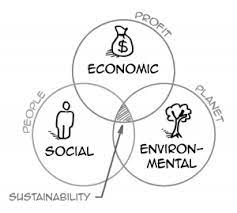 PROFIT
$
ECONOMIC
PEOPLE
PLANET
SOCIAL
ENVIRON-
MENTAL
SUSTAINABILITY